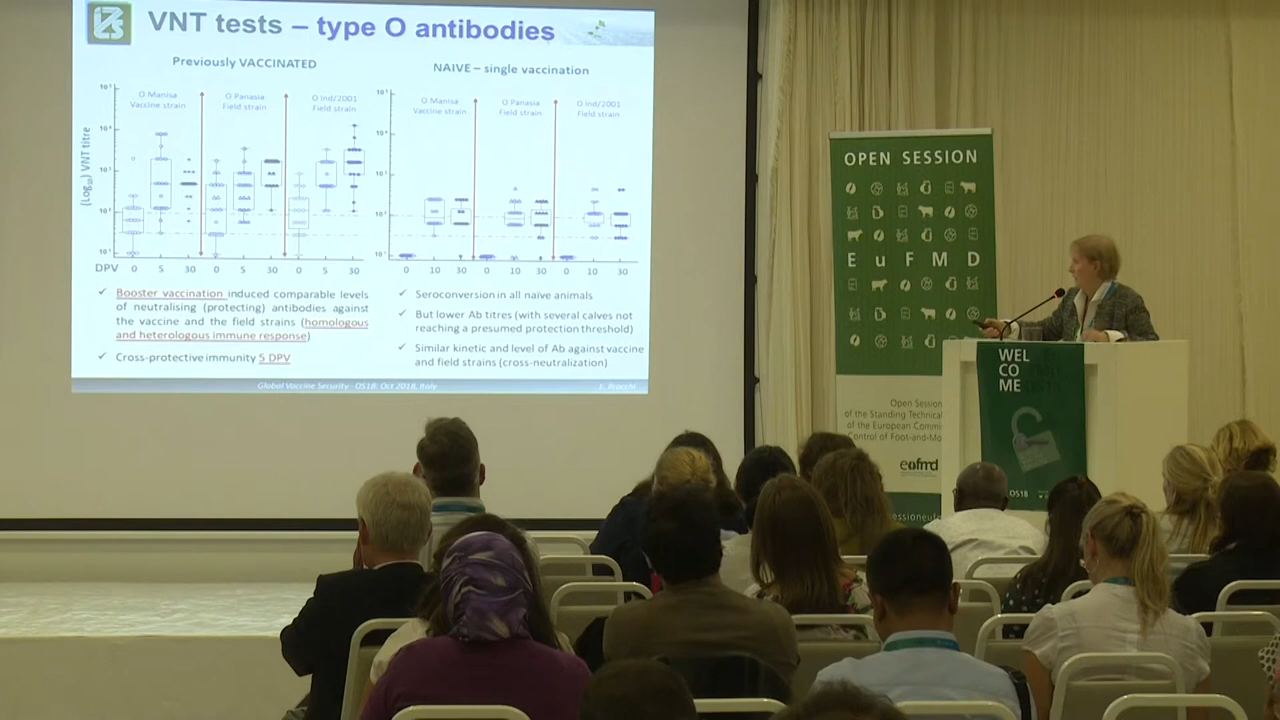 VNT tests – type O antibodies
Previously VACCINATED
NAIVE – single vaccination
O Manisa
Vaccine strain
O Panasia
Field strain
O Ind/2001
Field strain
O Manisa
Vaccine strain
O Panasia
Field strain
O Ind/2001
Field strain
(Log10) VNT titre
DPV 0 5 30 0 5 30 0 5 30
0 10 30 0 10 30 0 10 30
✓ Booster vaccination induced comparable levels
of neutralising (protecting) antibodies against
the vaccine and the field strains (homologous
and heterologous immune response)
✓ Cross-protective immunity 5 DPV
✓ Seroconversion in all naïve animals
✓ But lower Ab titres (with several calves not
reaching a presumed protection threshold)
✓ Similar kinetic and level of Ab against vaccine
and field strains (cross-neutralization)
Global Vaccine Security - OS18: Oct 2018, Italy
E. Brocchi
OPEN SESSION
EuFMD
Open Session
of the Standing Technical
of the European Commi
Control of Foot-and-Mo
eofmd
WEL
CO
ME
OS18